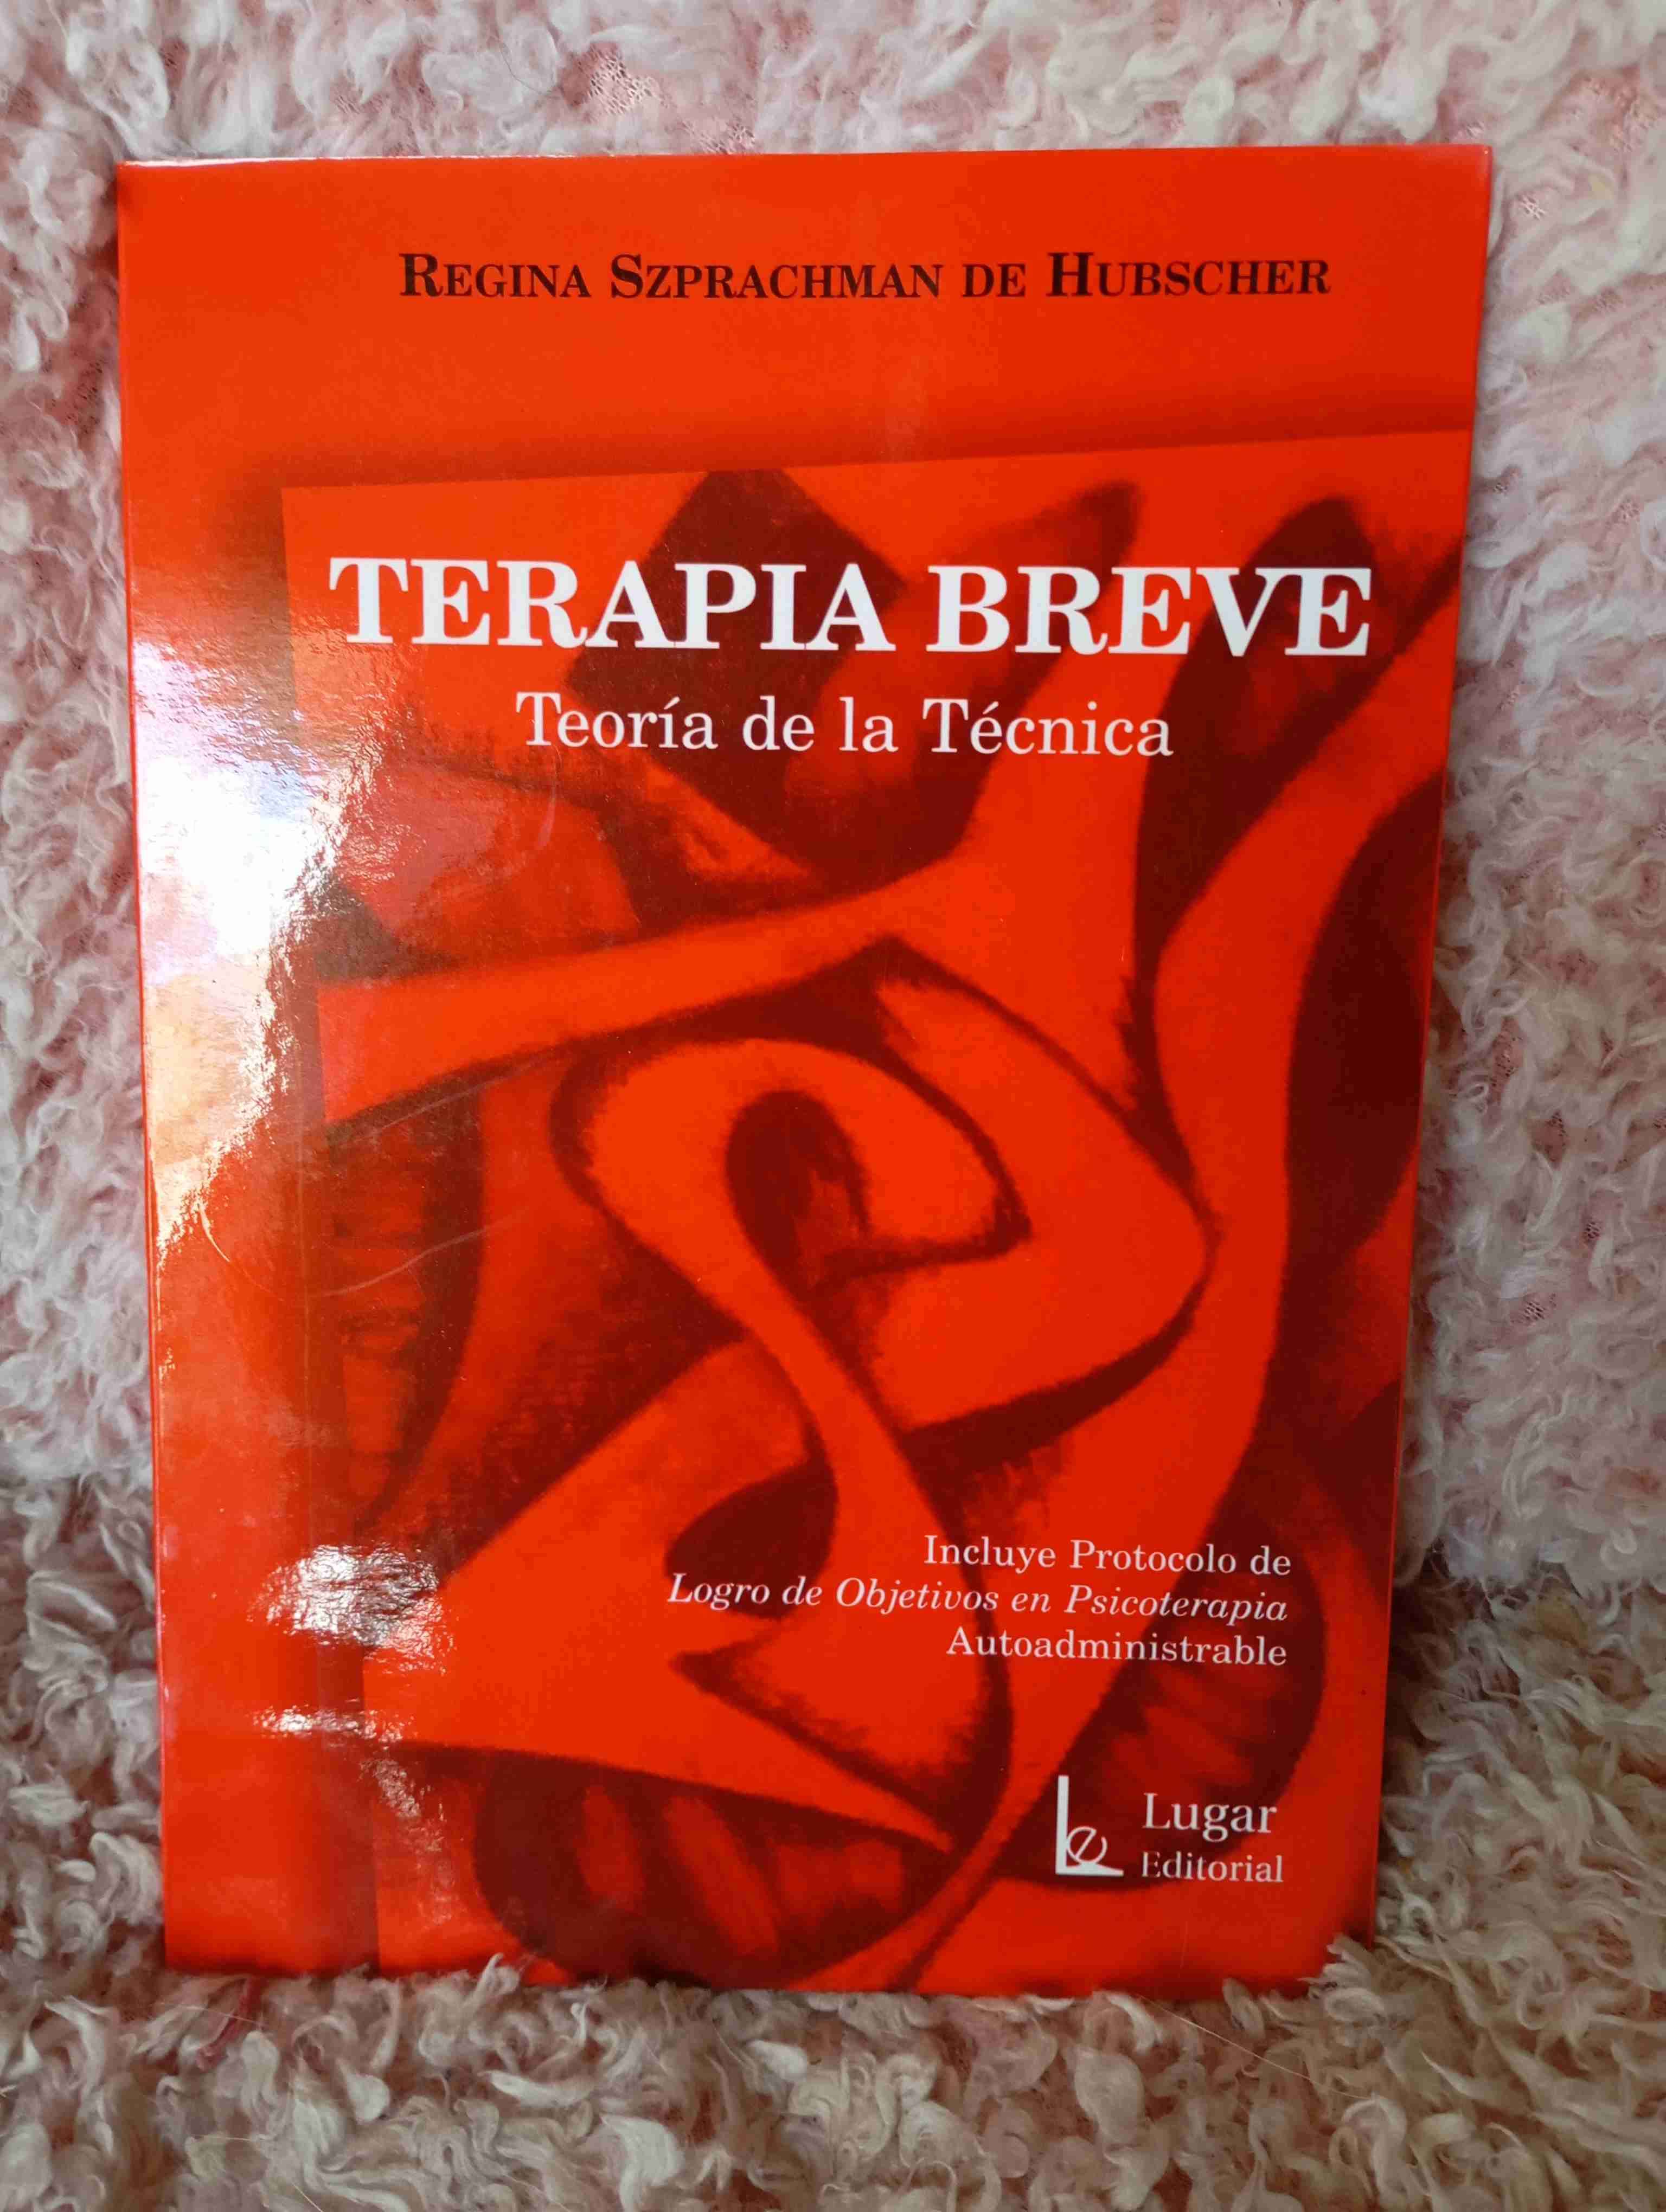 REGINA SZPRACHMAN DE HUBSCHER
TERAPIA BREVE
Teoría de la Técnica
Incluye Protocolo de
Logro de Objetivos en Psicoterapia
Autoadministrable
le Lugar
Editorial